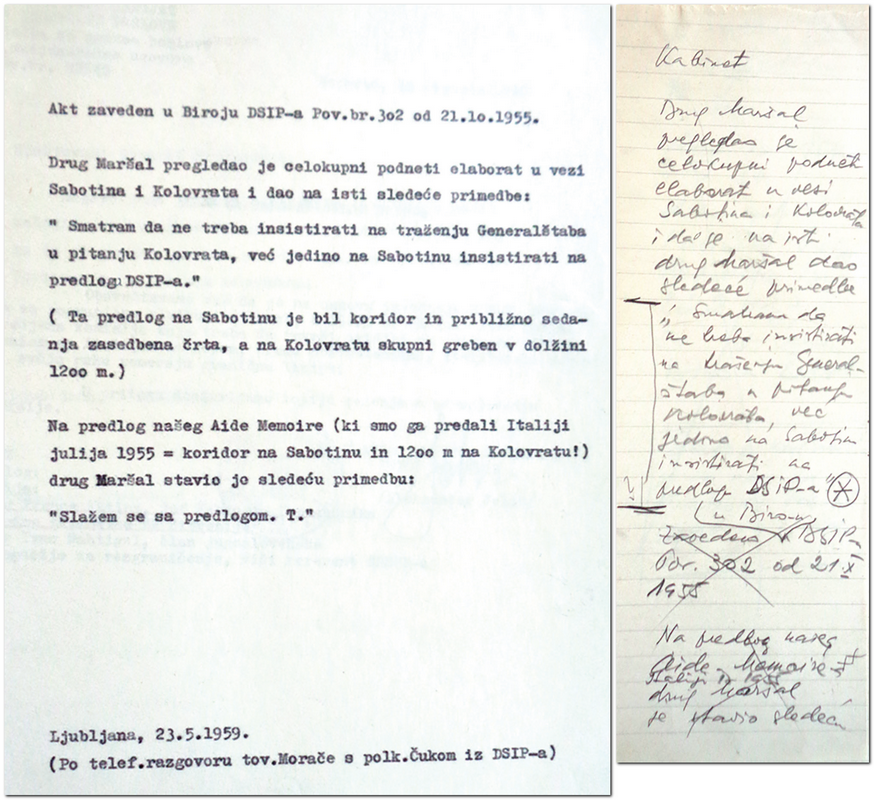 Akt zaveden u Biroju DSIP-a Pov.br.3o2 od 21.1o.1955.
Drug Maršal pregledao je celokupni podneti elaborat u vezi
Sabotina i Kolovrata i dao na isti sledeće primedbe:
" Smatram da ne treba insistirati na traženju Generalštaba
u pitanju Kolovrata, već jedino na Sabotinu insistirati na
predlog DSIP-a."
( Ta predlog na Sabotinu je bil koridor in približno seda-
nja zasedbena črta, a na Kolovratu skupni greben v dolžini
12oo m.)
Na predlog našeg Aide Memoire (ki smo ga predali Italiji
julija 1955 = koridor na Sabotinu in 12oo m na Kolovratu!)
drug Maršal stavio je sledeću primedbu:
"Slažem se sa predlogom. T."
Ljubljana, 23.5.1959.
(Po telef.razgovoru tov.Morače s polk.Čukom iz DSIP-a)
Kabinet
Drug Maršal
pregledao je
celokupni podneti
elaborat u vezi
Sabotina i Kolovrata
i dao je na isti
drug Maršal dao
sledeće primedbe
„ Smatram da
ne treba insistirati
na traženju General-
štaba u pitanju
Kolovrata, već
jedino na Sabotinu
insistirati na
predlogu DSIP-a"
u Birou
Zavedeno v DSIP-
Pov. 302 od 21.X
1955
Na predlog našeg
Aide Memoire
Italiji 1955
drug Maršal
je stavio sledeću